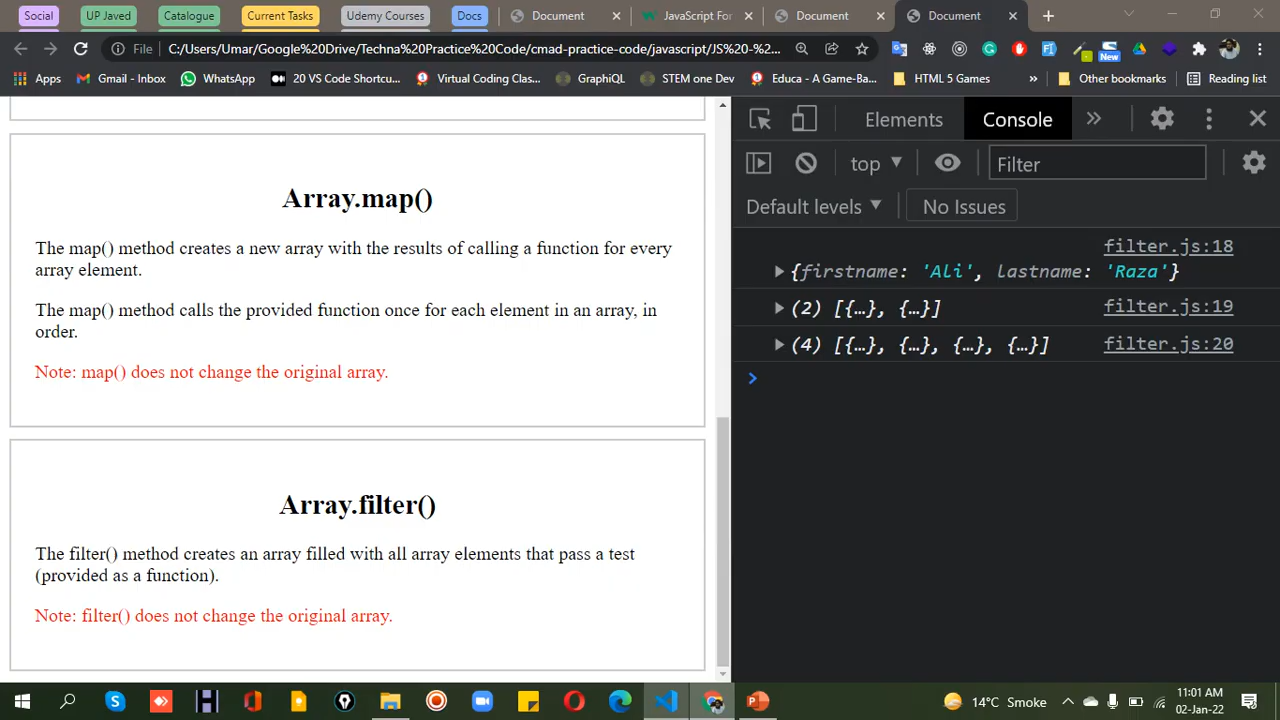 Social UP Javed Catalogue Current Tasks Udemy Courses Docs Document JavaScript For Document Document
File C:/Users/Umar/Google%20Drive/Techna%20Practice%20Code/cmad-practice-code/javascript/JS%20-%2... New
Apps Gmail - Inbox WhatsApp 20 VS Code Shortcu... Virtual Coding Clas... GraphiQL STEM one Dev Educa - A Game-Ba... HTML 5 Games » Other bookmarks Reading list
Array.map()
The map() method creates a new array with the results of calling a function for every
array element.
The map() method calls the provided function once for each element in an array, in
order.
Note: map() does not change the original array.
Array.filter()
The filter() method creates an array filled with all array elements that pass a test
(provided as a function).
Note: filter() does not change the original array.
Elements Console »
top Filter
Default levels No Issues
filter.js:18
{firstname: 'Ali', lastname: 'Raza'}
(2) [{…}, {…}] filter.js:19
(4) [{…}, {…}, {…}, {…}] filter.js:20
14°C Smoke 11:01 AM
02-Jan-22